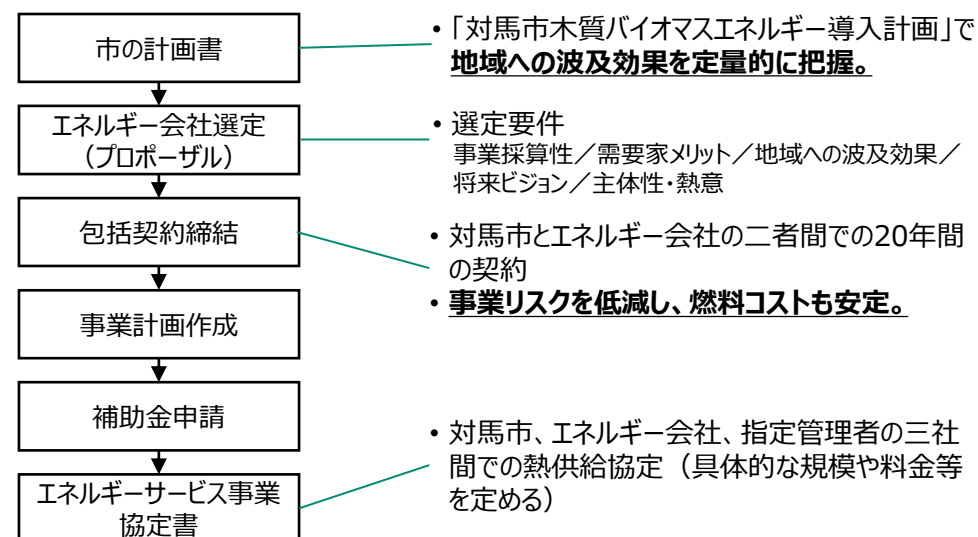 市の計画書
・「対馬市木質バイオマスエネルギー導入計画」で
地域への波及効果を定量的に把握。
エネルギー会社選定
（プロポーザル）
・選定要件
事業採算性／需要家メリット／地域への波及効果／
将来ビジョン／主体性・熱意
包括契約締結
・対馬市とエネルギー会社の二者間での20年間
の契約
・事業リスクを低減し、燃料コストも安定。
事業計画作成
補助金申請
・対馬市、エネルギー会社、指定管理者の三社
間での熱供給協定（具体的な規模や料金等
を定める）
エネルギーサービス事業
協定書